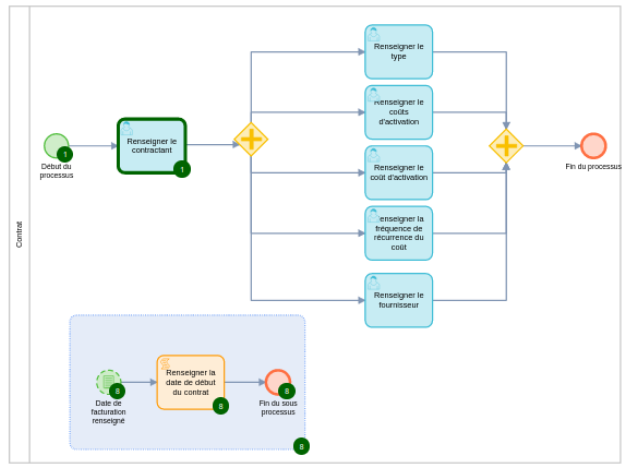 Contrat
Début du
processus
1
Renseigner le
contractant
1
Renseigner le
type
Renseigner le
coûts
d'activation
Renseigner le
coût d'activation
Renseigner la
fréquence de
récurrence du
coût
Renseigner le
fournisseur
Fin du processus
Date de
facturation
renseigné
8
Renseigner la
date de début
du contrat
8
Fin du sous
processus
8
8